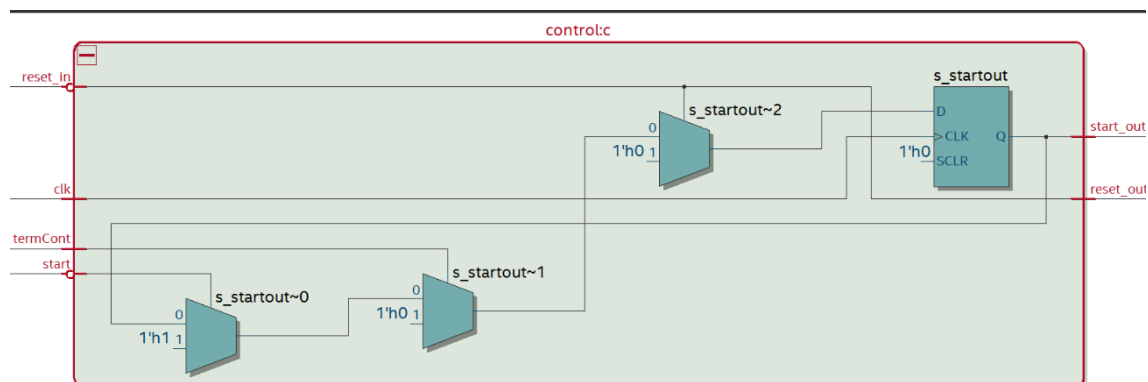 control:c
reset_in
s_startout
s_startout~2
D
0
start_out
>CLK
Q
1'h0
1
1'h0
SCLR
clk
reset_out
termCont
start
s_startout~1
s_startout~0
0
1'h0
1
0
1'h1
1